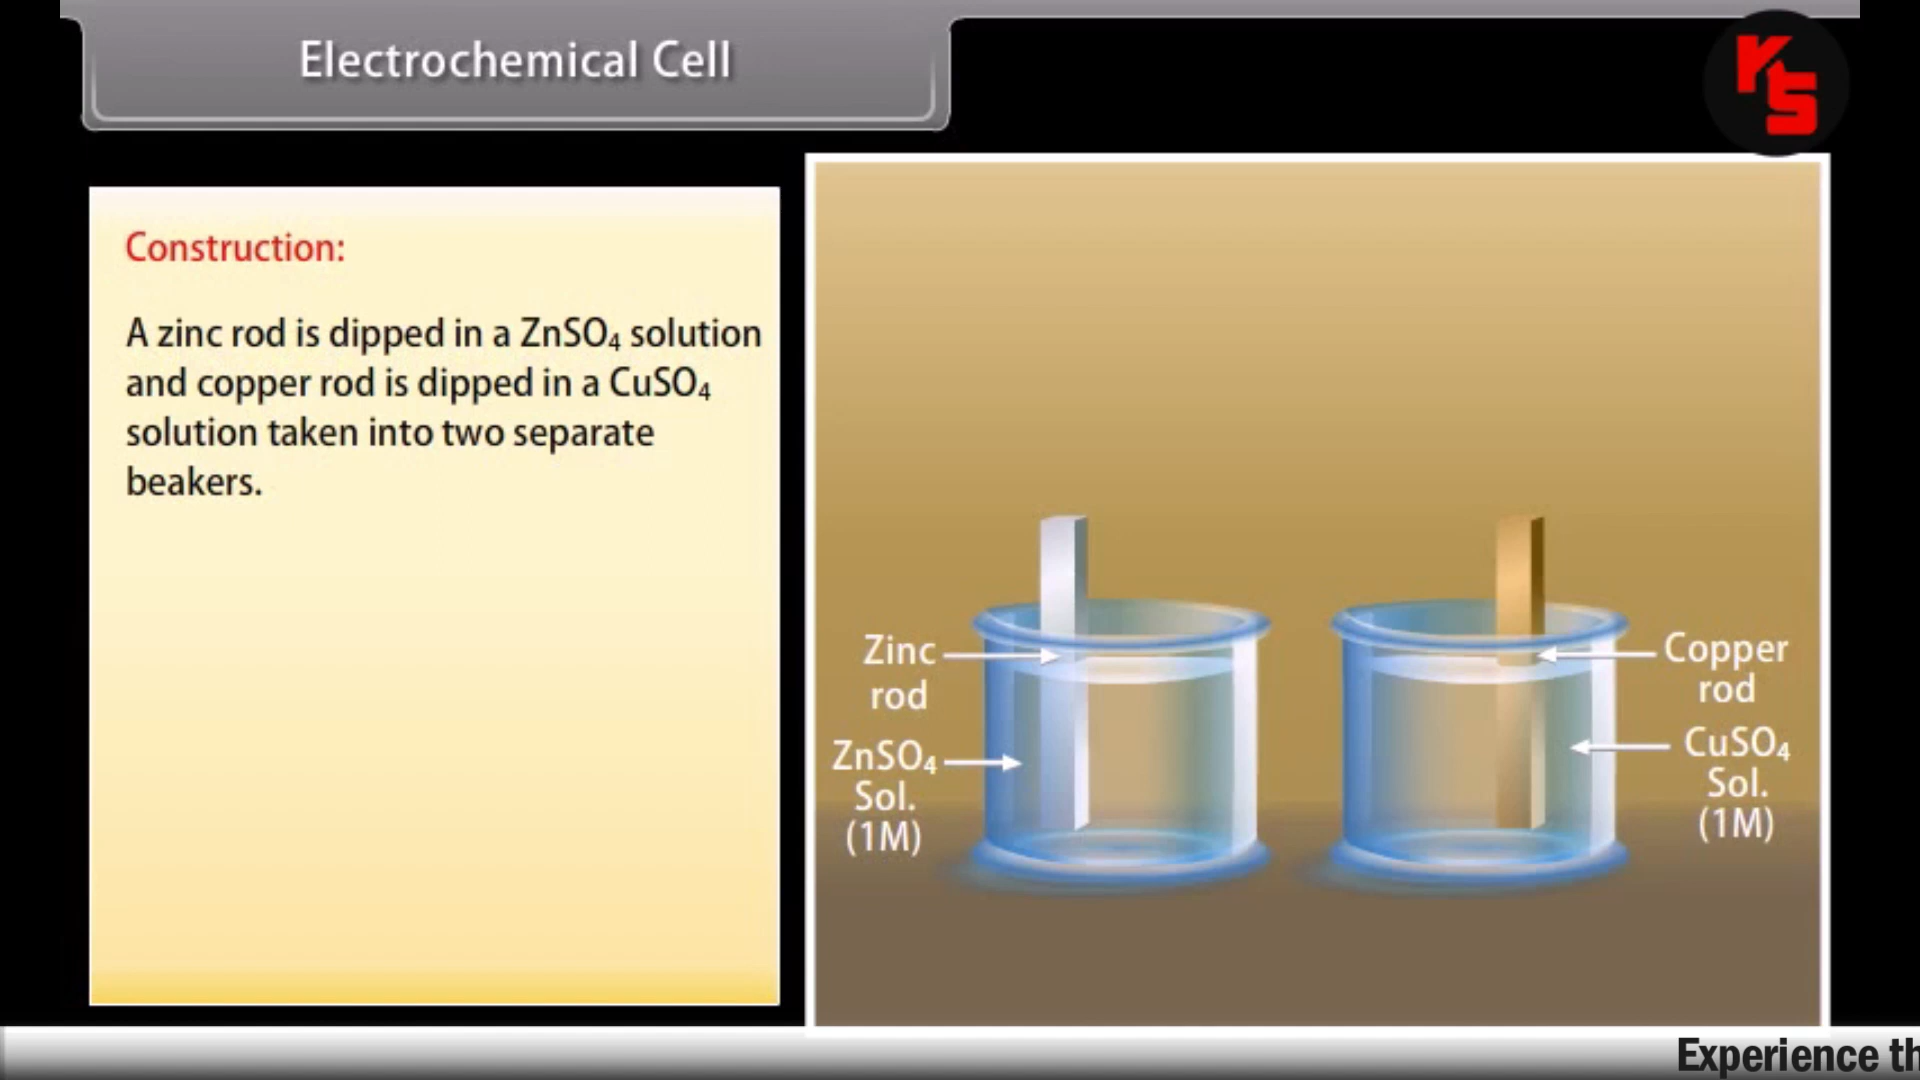 Electrochemical Cell
KS
Construction:
A zinc rod is dipped in a ZnSO₄ solution
and copper rod is dipped in a CuSO₄
solution taken into two separate
beakers.
Zinc
rod
ZnSO₄
Sol.
(1M)
Copper
rod
CuSO₄
Sol.
(1M)
Experience th